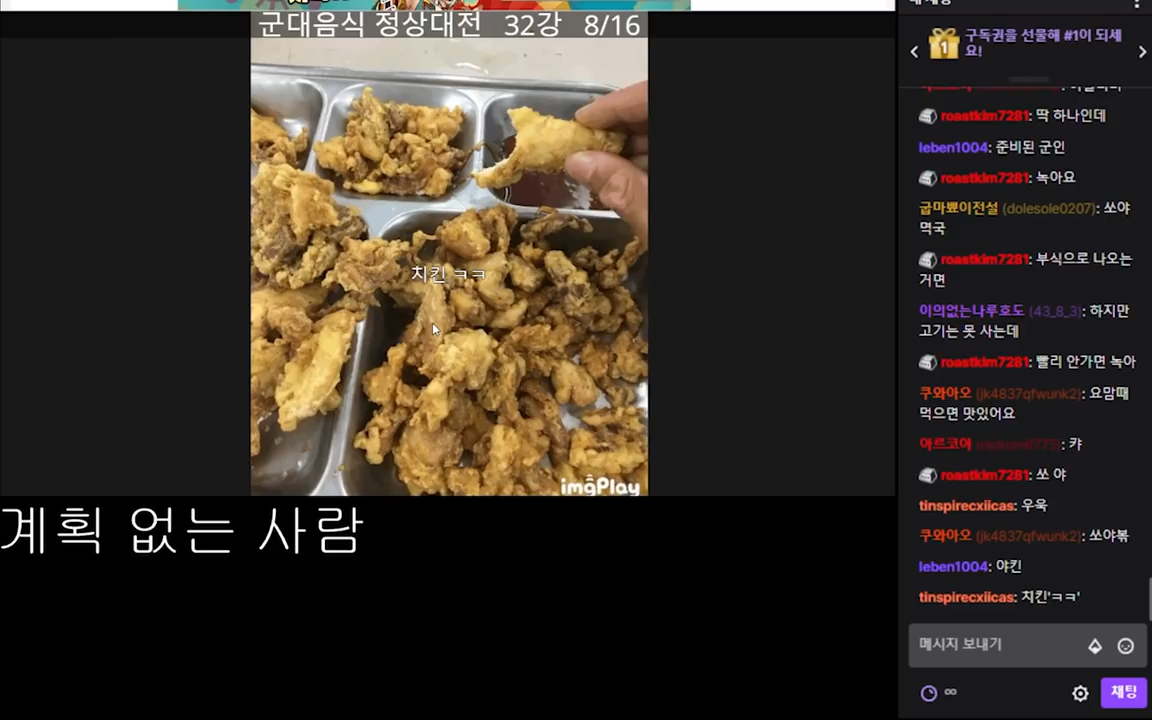 군대음식 정상대전 32강 8/16
치킨 ㅋㅋ
imgPlay
계획 없는 사람
구독권을 선물해 #1이 되세
요!
1
roastkim7281: 딱 하나인데
leben1004: 준비된 군인
roastkim7281: 녹아요
굽마뾰이전설 (dolesole0207): 쏘야
멱국
roastkim7281: 부식으로 나오는
거면
이의없는나루호도 (43_8_3): 하지만
고기는 못 사는데
roastkim7281: 빨리 안가면 녹아
쿠와아오 (jk4837qfwunk2): 요맘때
먹으면 맛있어요
아르코아: 캬
roastkim7281: 쏘 야
tinspirecxiicas: 우욱
쿠와아오 (jk4837qfwunk2): 쏘야볶
leben1004: 야킨
tinspirecxiicas: 치킨'ㅋㅋ'
메시지 보내기
∞
채팅